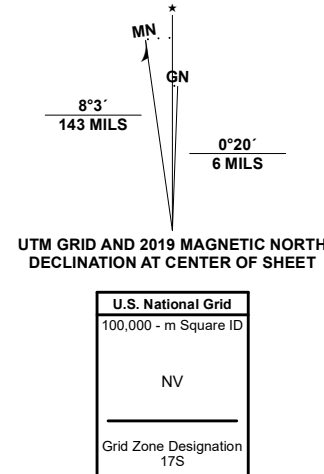 ★
MN
GN
8°3´
143 MILS
0°20´
6 MILS
UTM GRID AND 2019 MAGNETIC NORTH
DECLINATION AT CENTER OF SHEET
U.S. National Grid
100,000 - m Square ID
NV
Grid Zone Designation
17S